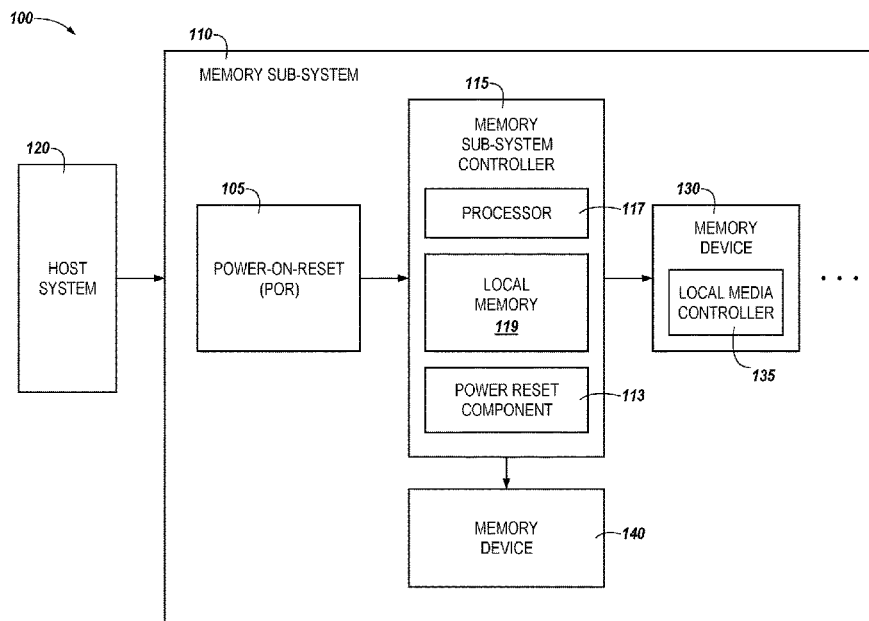 100
110
MEMORY SUB-SYSTEM
120
HOST
SYSTEM
105
POWER-ON-RESET
(POR)
115
MEMORY
SUB-SYSTEM
CONTROLLER
PROCESSOR
117
LOCAL
MEMORY
119
POWER RESET
COMPONENT
113
130
MEMORY
DEVICE
LOCAL MEDIA
CONTROLLER
135
MEMORY
DEVICE
140